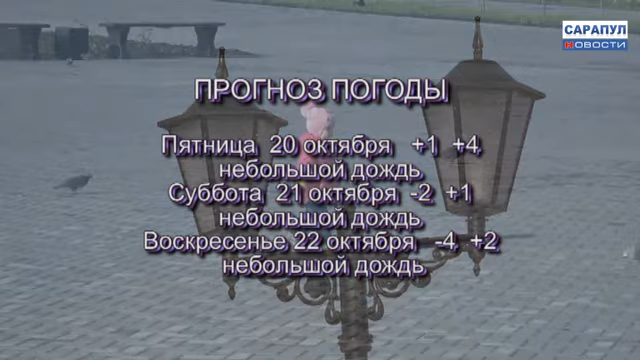 САРАПУЛ
НОВОСТИ
ПРОГНОЗ ПОГОДЫ
Пятница 20 октября +1 +4
небольшой дождь
Суббота 21 октября -2 +1
небольшой дождь
Воскресенье 22 октября -4 +2
небольшой дождь